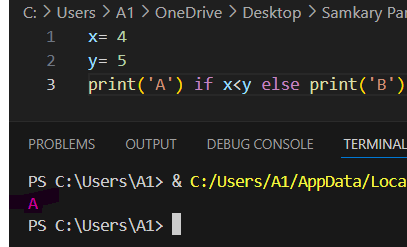 C: > Users > A1 > OneDrive > Desktop > Samkary Par
1 x= 4
2 y= 5
3 print('A') if x<y else print('B')
PROBLEMS OUTPUT DEBUG CONSOLE TERMINAL
PS C:\Users\A1> & C:/Users/A1/AppData/Loca
A
PS C:\Users\A1>